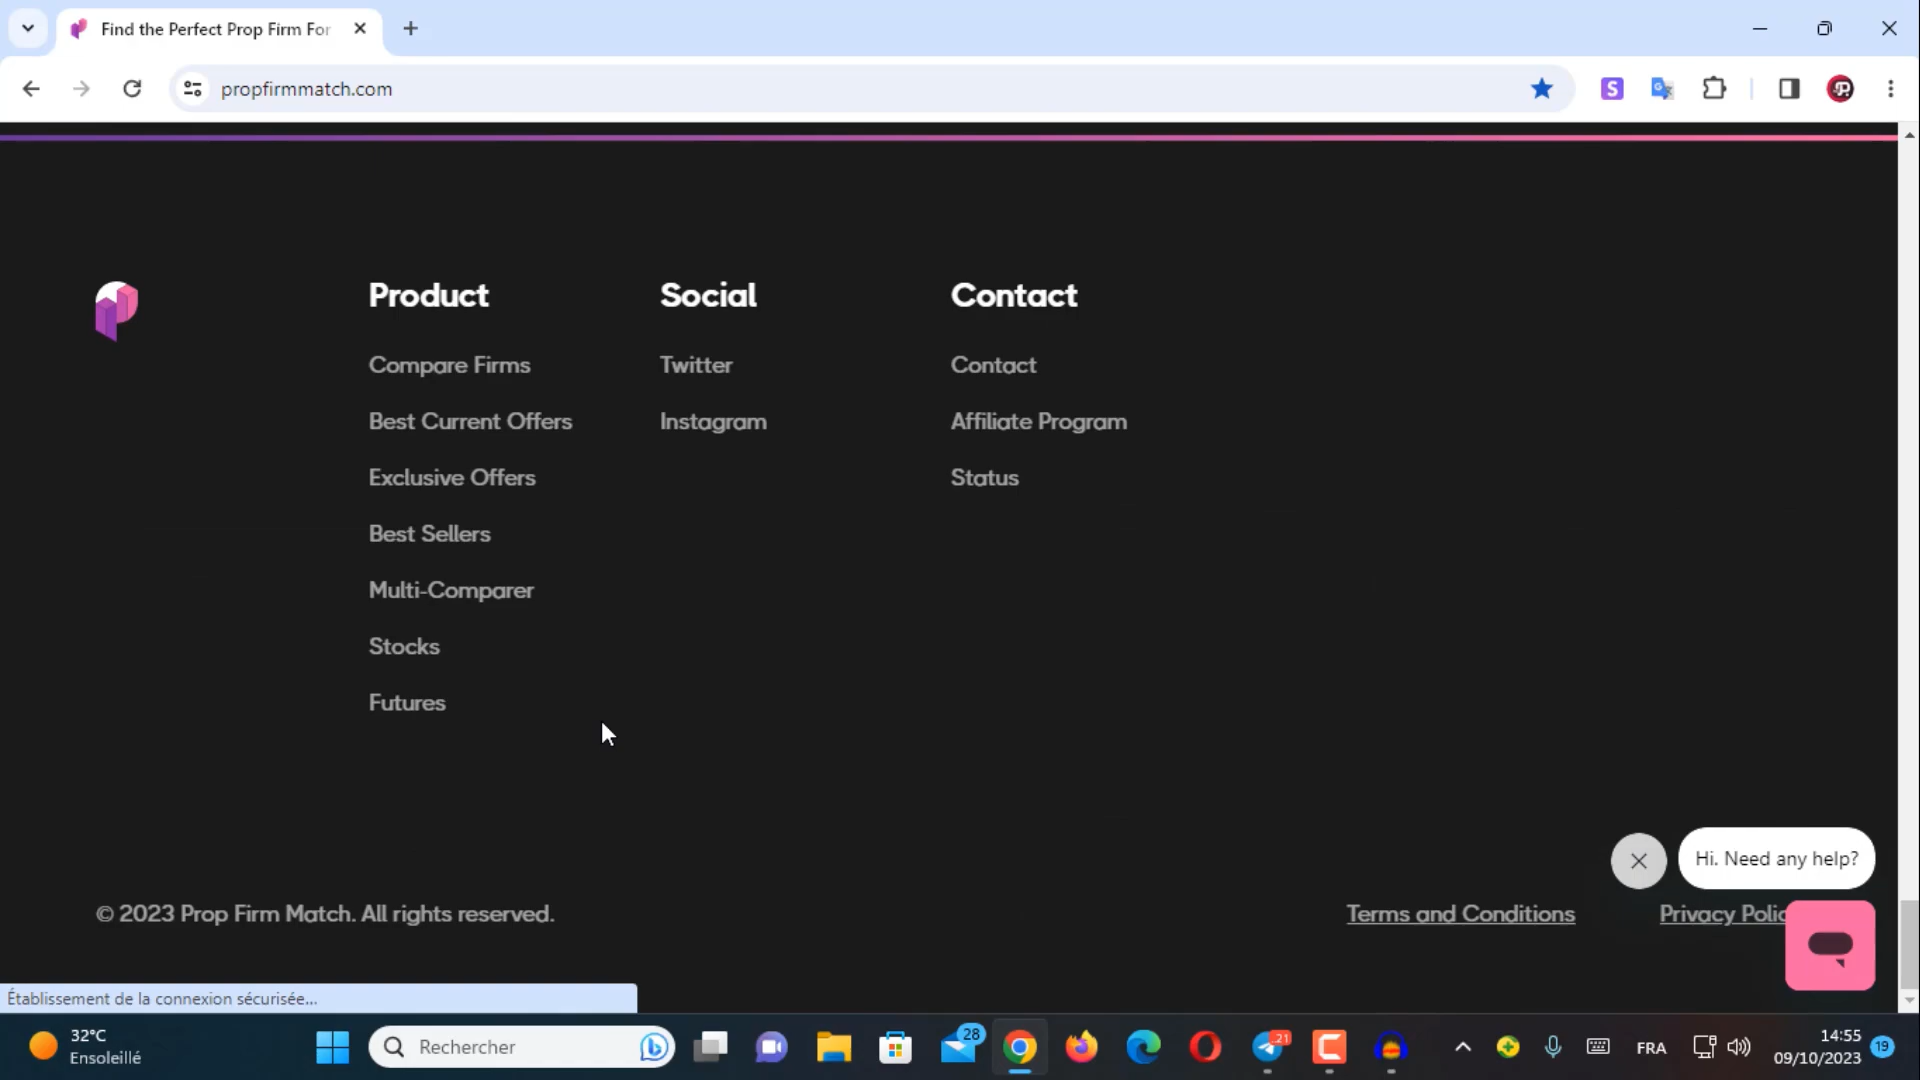 Find the Perfect Prop Firm For
propfirmmatch.com
Product
Compare Firms
Best Current Offers
Exclusive Offers
Best Sellers
Multi-Comparer
Stocks
Futures
Social
Twitter
Instagram
Contact
Contact
Affiliate Program
Status
Hi. Need any help?
© 2023 Prop Firm Match. All rights reserved.
Terms and Conditions
Privacy Polic
Établissement de la connexion sécurisée...
32°C
Ensoleillé
Rechercher
28
21
FRA
14:55
09/10/2023
19